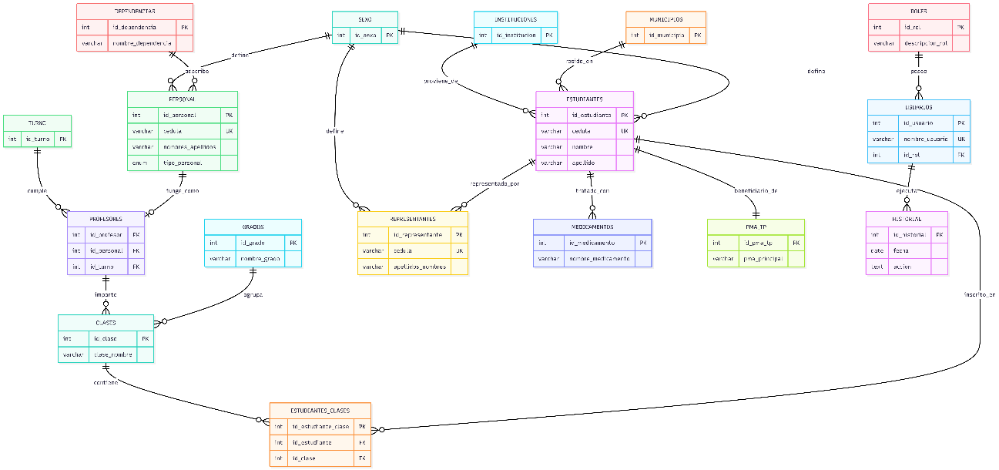 DEPENDENCIAS
int id_dependencia PK
varchar nombre_dependencia
SEXO
int id_sexo PK
INSTITUCIONES
int id_institucion PK
MUNICIPIOS
int id_municipio PK
ROLES
int id_rol PK
varchar descripcion_rol
define
adscribe
proviene_de
reside_en
define
posee
PERSONAL
int id_personal PK
varchar cedula UK
varchar nombres_apellidos
enum tipo_personal
ESTUDIANTES
int id_estudiante PK
varchar cedula UK
varchar nombre
varchar apellido
USUARIOS
int id_usuario PK
varchar nombre_usuario UK
int id_rol FK
TURNO
int id_turno PK
define
cumple
funge_como
representado_por
tratado_con
beneficiario_de
ejecuta
PROFESORES
int id_profesor PK
int id_personal FK
int id_turno FK
GRADOS
int id_grado PK
varchar nombre_grado
REPRESENTANTES
int id_representante PK
varchar cedula UK
varchar apellidos_nombres
MEDICAMENTOS
int id_medicamento PK
varchar nombre_medicamento
PMA_TP
int id_pma_tp PK
varchar pma_principal
HISTORIAL
int id_historial PK
date fecha
text accion
imparte
agrupa
inscrito_en
CLASES
int id_clase PK
varchar clase_nombre
contiene
ESTUDIANTES_CLASES
int id_estudiante_clase PK
int id_estudiante FK
int id_clase FK